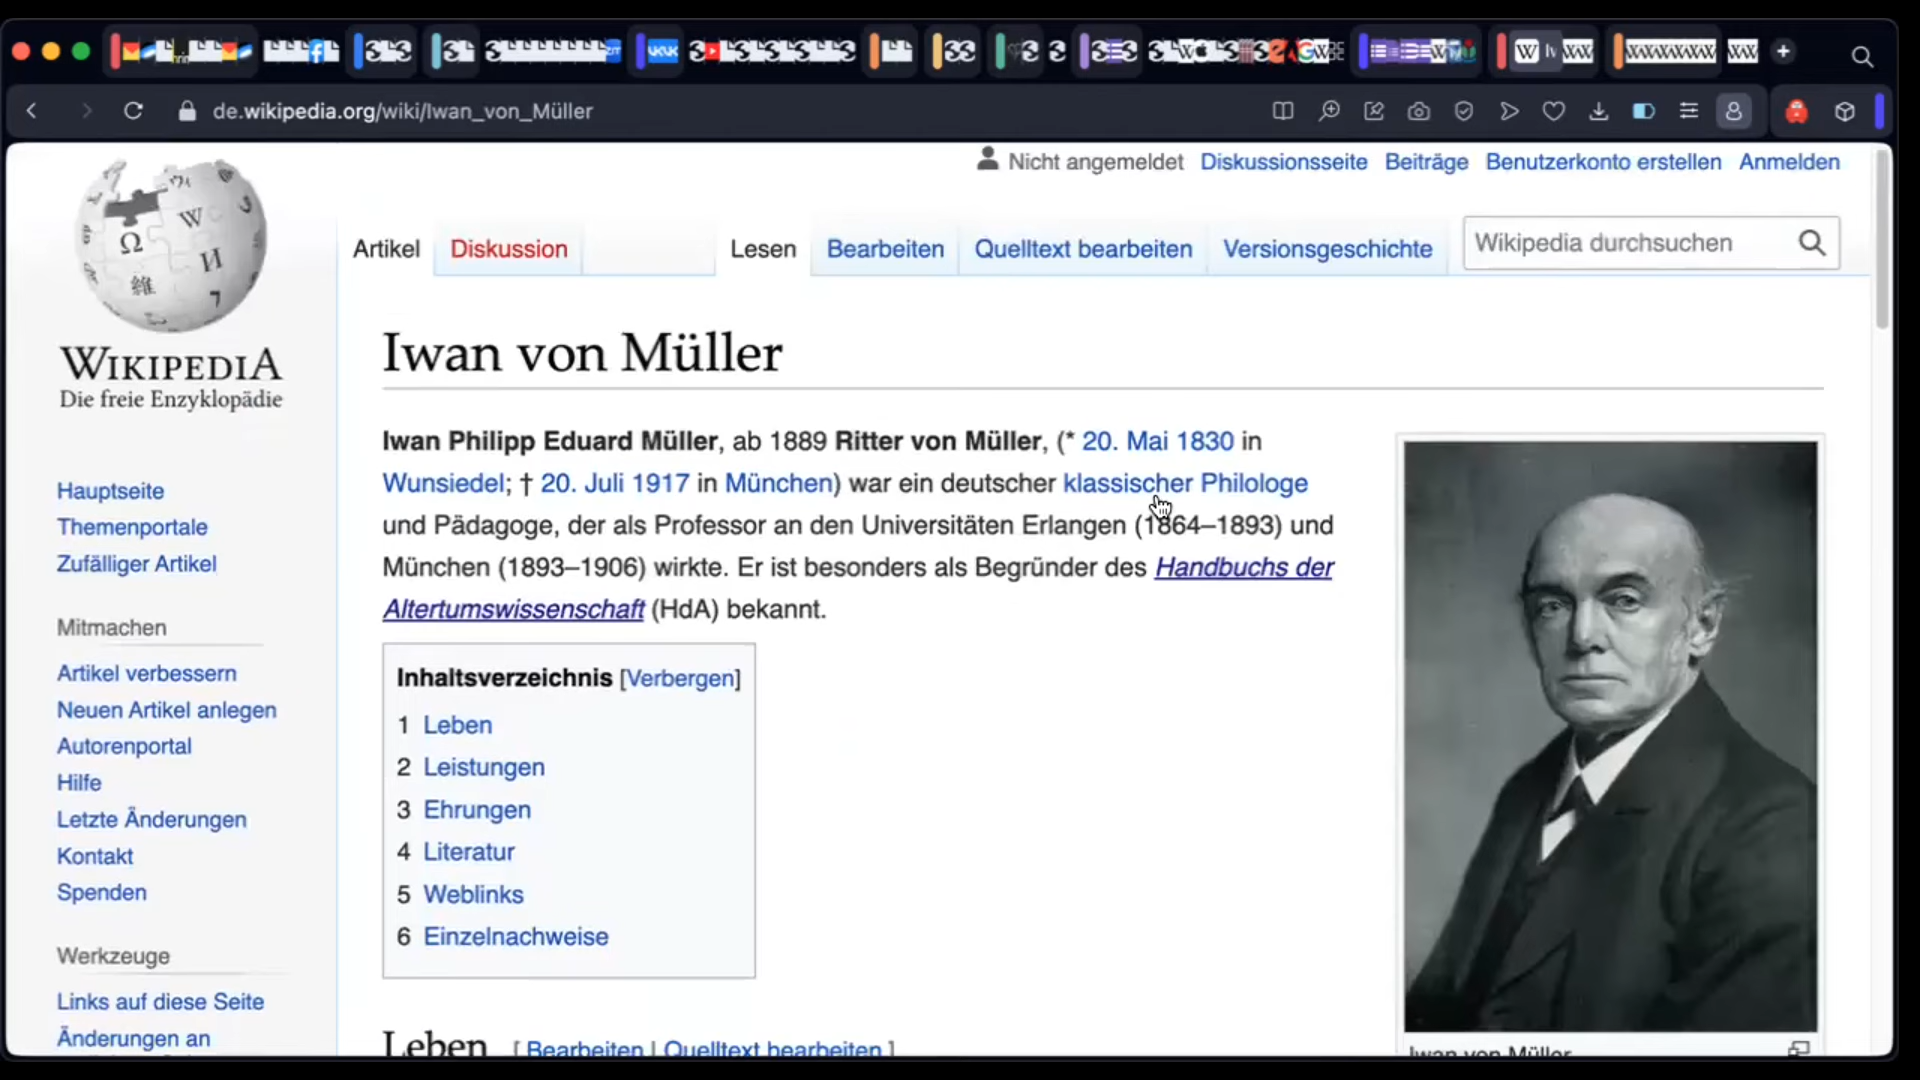 de.wikipedia.org/wiki/Iwan_von_Müller
Nicht angemeldet Diskussionsseite Beiträge Benutzerkonto erstellen Anmelden
Artikel Diskussion Lesen Bearbeiten Quelltext bearbeiten Versionsgeschichte Wikipedia durchsuchen
WIKIPEDIA
Die freie Enzyklopädie
Hauptseite
Themenportale
Zufälliger Artikel
Mitmachen
Artikel verbessern
Neuen Artikel anlegen
Autorenportal
Hilfe
Letzte Änderungen
Kontakt
Spenden
Werkzeuge
Links auf diese Seite
Änderungen an
Iwan von Müller
Iwan Philipp Eduard Müller, ab 1889 Ritter von Müller, (* 20. Mai 1830 in
Wunsiedel; † 20. Juli 1917 in München) war ein deutscher klassischer Philologe
und Pädagoge, der als Professor an den Universitäten Erlangen (1864–1893) und
München (1893–1906) wirkte. Er ist besonders als Begründer des Handbuchs der
Altertumswissenschaft (HdA) bekannt.
Inhaltsverzeichnis [Verbergen]
1 Leben
2 Leistungen
3 Ehrungen
4 Literatur
5 Weblinks
6 Einzelnachweise
Leben [ Bearbeiten | Quelltext bearbeiten ]
Iwan von Müller